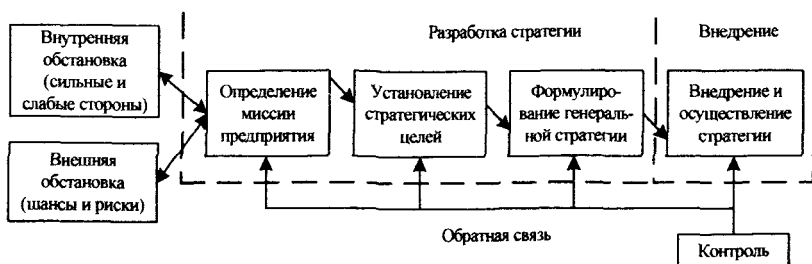 Разработка стратегии
Внедрение
Внутренняя
обстановка
(сильные и
слабые стороны)
Внешняя
обстановка
(шансы и риски)
Определение
миссии
предприятия
Установление
стратегических
целей
Формулиро-
вание генераль-
ной стратегии
Внедрение и
осуществление
стратегии
Обратная связь
Контроль